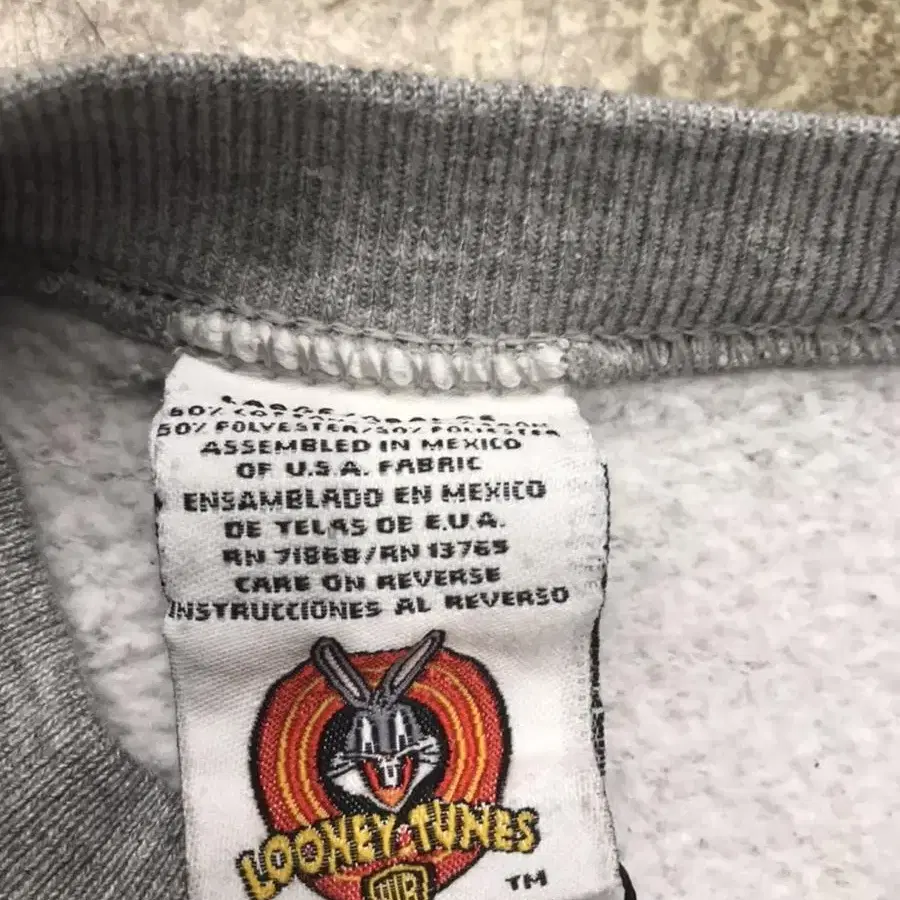 50% POLYESTER/50% POLIESTER
ASSEMBLED IN MEXICO
OF U.S.A. FABRIC
ENSAMBLADO EN MEXICO
DE TELAS DE E.U.A.
RN 71868/RN 13765
CARE ON REVERSE
INSTRUCCIONES AL REVERSO
LOONEY TUNES
WB
TM